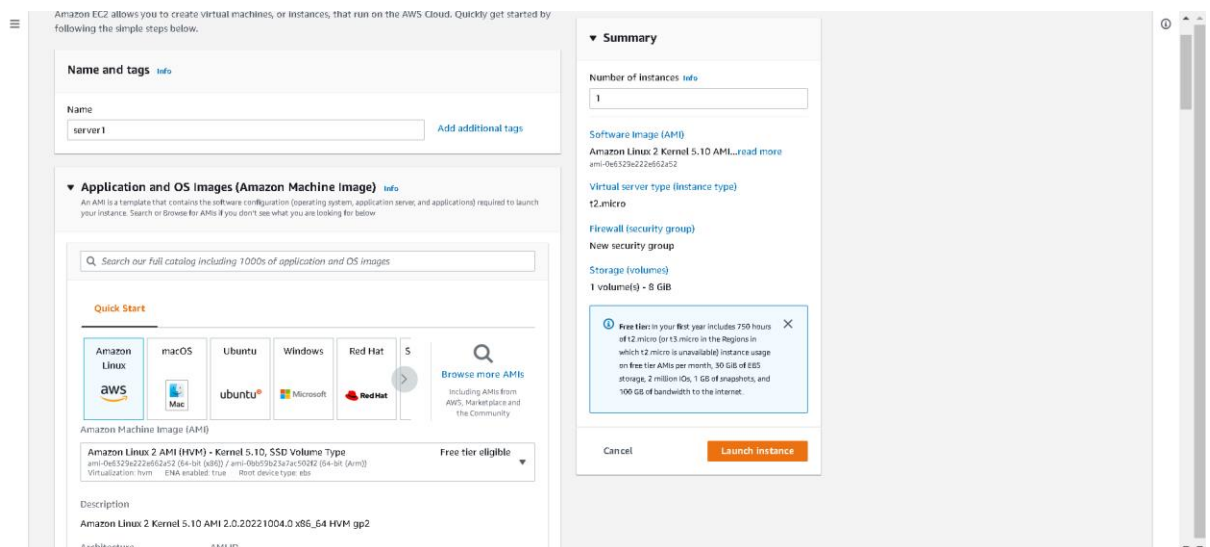 Amazon EC2 allows you to create virtual machines, or instances, that run on the AWS Cloud. Quickly get started by
following the simple steps below.
Name and tags Info
Name
server1
Add additional tags
Application and OS Images (Amazon Machine Image) Info
An AMI is a template that contains the software configuration (operating system, application server, and applications) required to launch
your instance. Search or Browse for AMIs if you don't see what you are looking for below
Search our full catalog including 1000s of application and OS images
Quick Start
Amazon Linux
aws
macOS
Mac
Ubuntu
ubuntu
Windows
Microsoft
Red Hat
Red Hat
S
Browse more AMIs
Including AMIs from
AWS, Marketplace and
the Community
Amazon Machine Image (AMI)
Amazon Linux 2 AMI (HVM) - Kernel 5.10, SSD Volume Type
Free tier eligible
ami-0e6329e222e662a52 (64-bit (x86)) / ami-0bb59b23a7ac502f2 (64-bit (Arm))
Virtualization: hvm ENA enabled: true Root device type: ebs
Description
Amazon Linux 2 Kernel 5.10 AMI 2.0.20221004.0 x86_64 HVM gp2
Architecture AMI ID
Summary
Number of instances Info
1
Software Image (AMI)
Amazon Linux 2 Kernel 5.10 AMI...read more
ami-0e6329e222e662a52
Virtual server type (instance type)
t2.micro
Firewall (security group)
New security group
Storage (volumes)
1 volume(s) - 8 GiB
Free tier: In your first year includes 750 hours
of t2.micro (or t3.micro in the Regions in
which t2.micro is unavailable) instance usage
on free tier AMIs per month, 30 GiB of EBS
storage, 2 million IOs, 1 GB of snapshots, and
100 GB of bandwidth to the internet.
Cancel
Launch instance